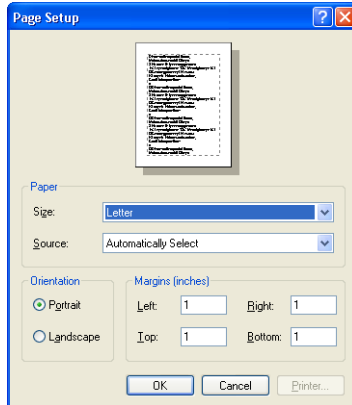 Page Setup
Paper
Size: Letter
Source: Automatically Select
Orientation
Portrait
Landscape
Margins (inches)
Left: 1 Right: 1
Top: 1 Bottom: 1
OK Cancel Printer...